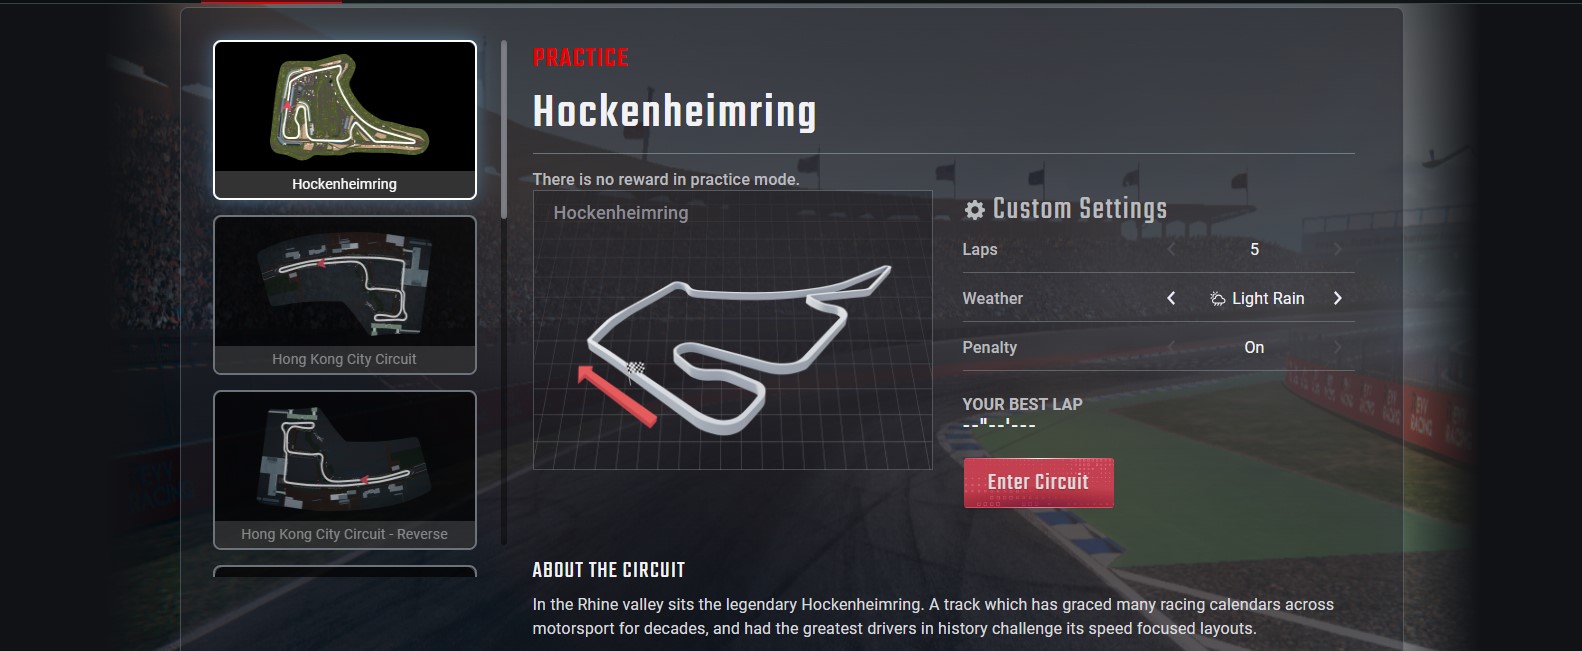 PRACTICE
Hockenheimring
There is no reward in practice mode.
Hockenheimring
Custom Settings
Laps
5
Weather
Light Rain
Penalty
On
YOUR BEST LAP
--"--'---
Enter Circuit
ABOUT THE CIRCUIT
In the Rhine valley sits the legendary Hockenheimring. A track which has graced many racing calendars across
motorsport for decades, and had the greatest drivers in history challenge its speed focused layouts.
Hockenheimring
Hong Kong City Circuit
Hong Kong City Circuit - Reverse